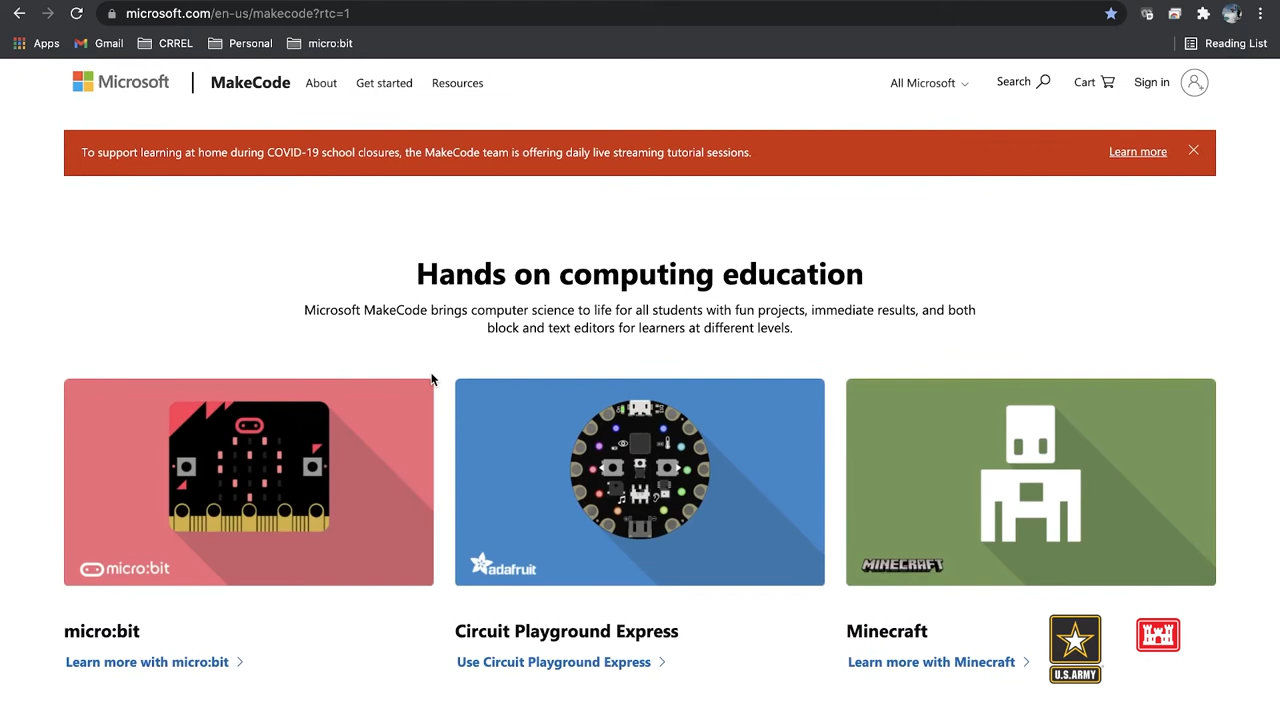 microsoft.com/en-us/makecode?rtc=1
Apps Gmail CRREL Personal micro:bit Reading List
Microsoft MakeCode About Get started Resources All Microsoft Search Cart Sign in
To support learning at home during COVID-19 school closures, the MakeCode team is offering daily live streaming tutorial sessions. Learn more
Hands on computing education
Microsoft MakeCode brings computer science to life for all students with fun projects, immediate results, and both
block and text editors for learners at different levels.
micro:bit
adafruit
MINECRAFT
micro:bit
Learn more with micro:bit
Circuit Playground Express
Use Circuit Playground Express
Minecraft
Learn more with Minecraft
U.S.ARMY